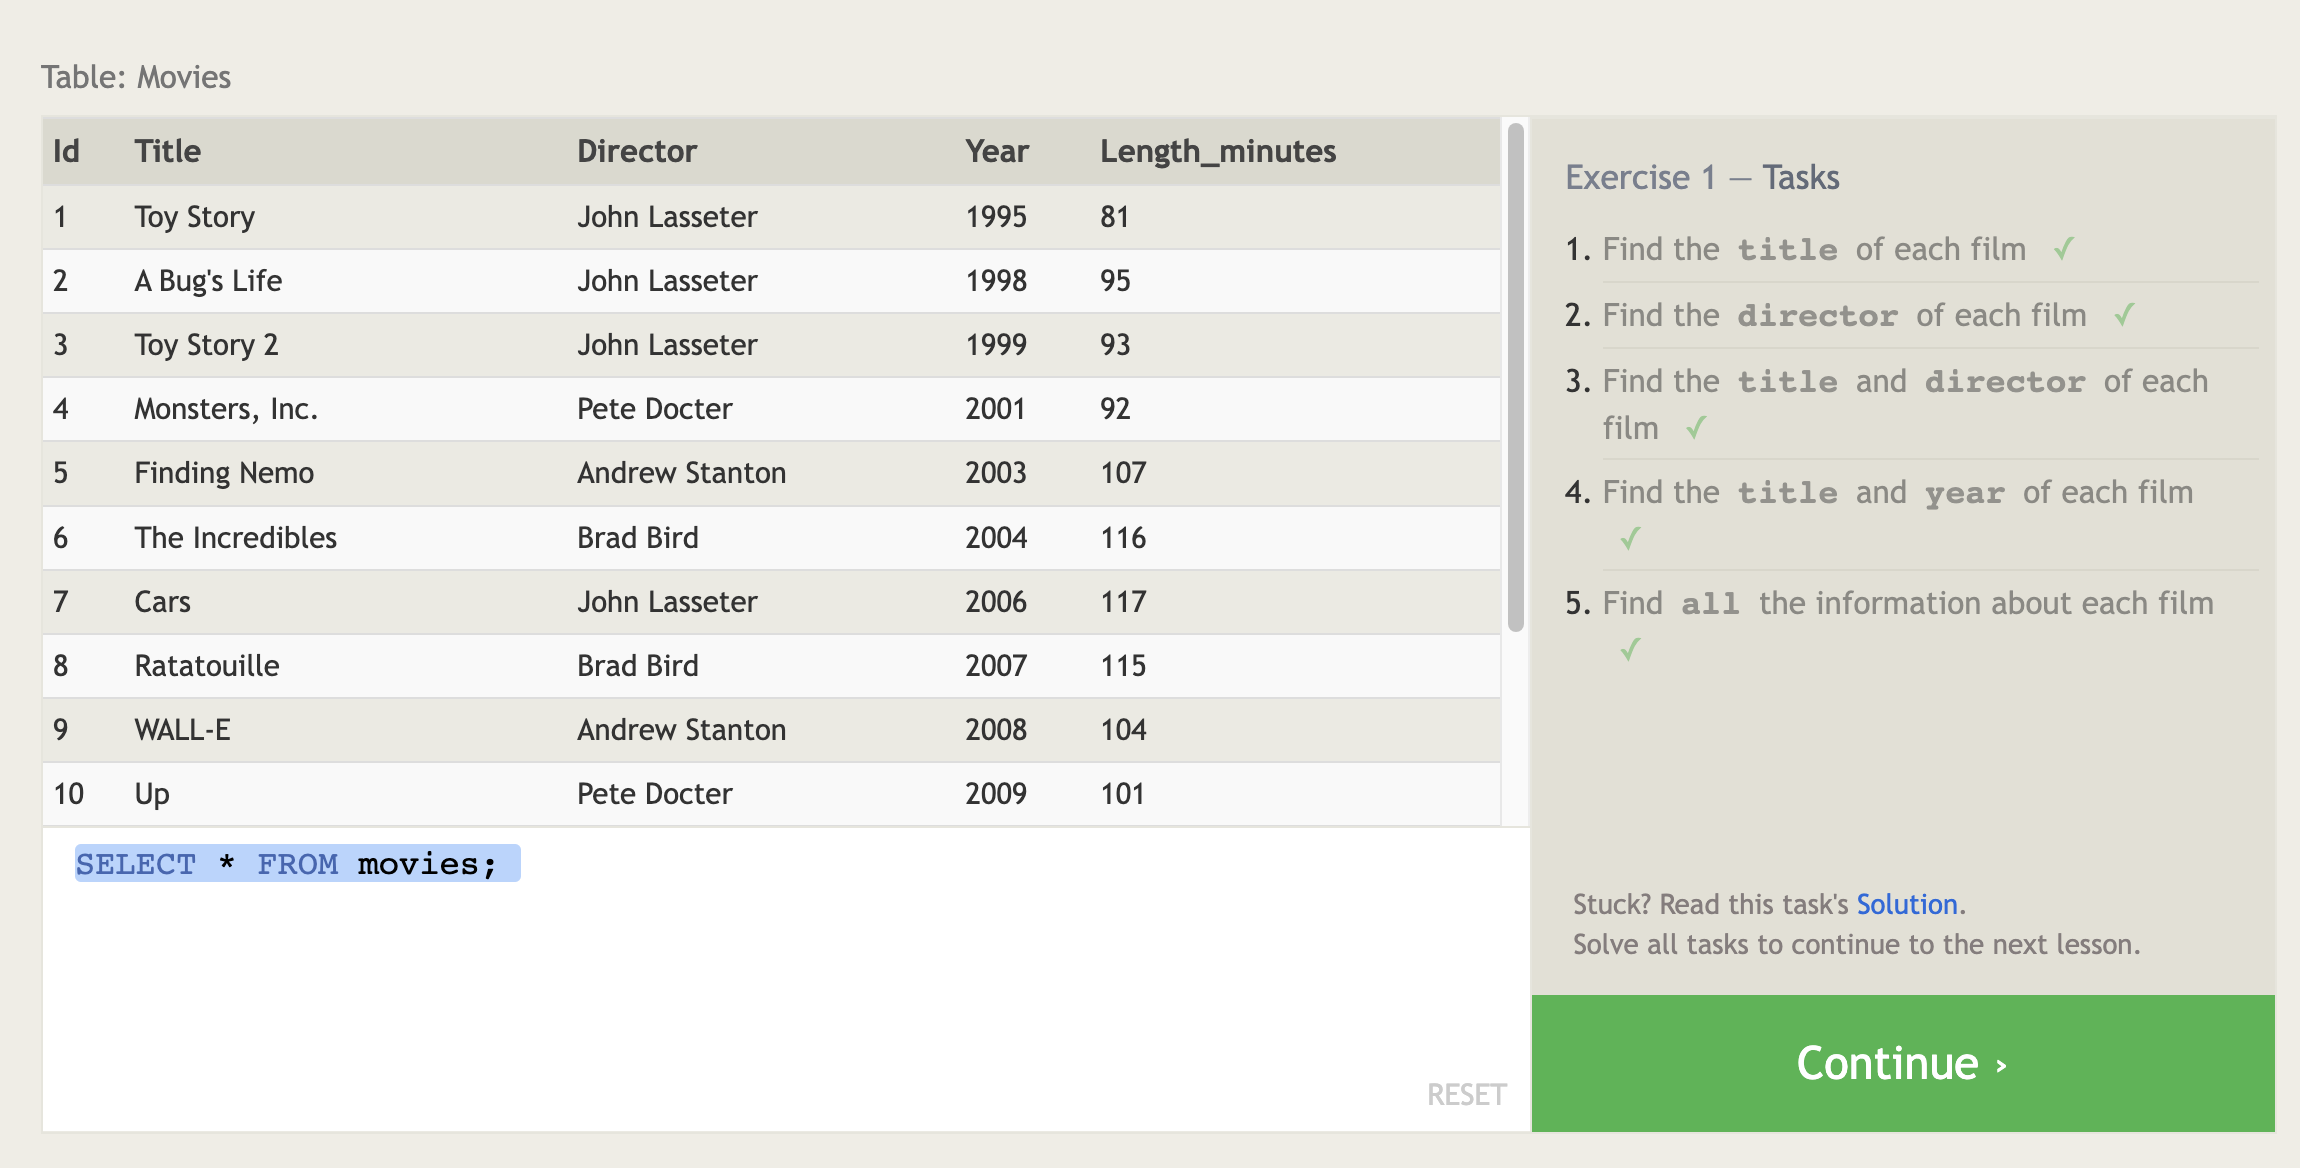 Table: Movies
Id Title Director Year Length_minutes
1 Toy Story John Lasseter 1995 81
2 A Bug's Life John Lasseter 1998 95
3 Toy Story 2 John Lasseter 1999 93
4 Monsters, Inc. Pete Docter 2001 92
5 Finding Nemo Andrew Stanton 2003 107
6 The Incredibles Brad Bird 2004 116
7 Cars John Lasseter 2006 117
8 Ratatouille Brad Bird 2007 115
9 WALL-E Andrew Stanton 2008 104
10 Up Pete Docter 2009 101
SELECT * FROM movies;
RESET
Exercise 1 — Tasks
1. Find the title of each film ✓
2. Find the director of each film ✓
3. Find the title and director of each
film ✓
4. Find the title and year of each film
✓
5. Find all the information about each film
✓
Stuck? Read this task's Solution.
Solve all tasks to continue to the next lesson.
Continue ›